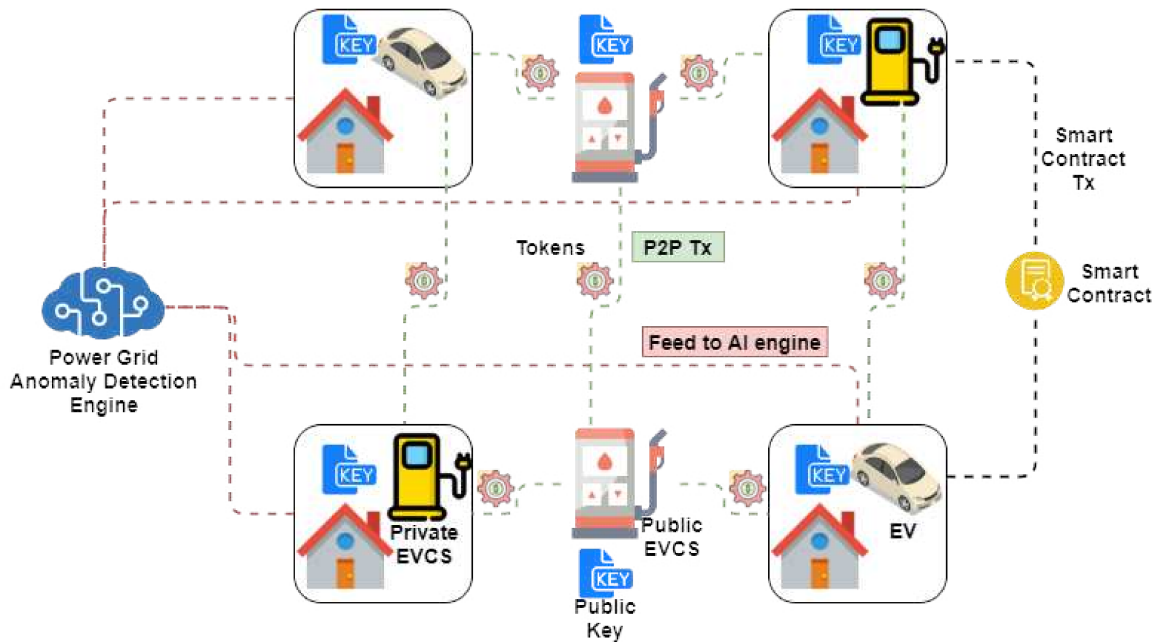 KEY
KEY
KEY
Smart
Contract
Tx
Tokens
P2P Tx
Smart
Contract
Feed to AI engine
Power Grid
Anomaly Detection
Engine
KEY
KEY
Private
EVCS
Public
EVCS
EV
KEY
Public
Key